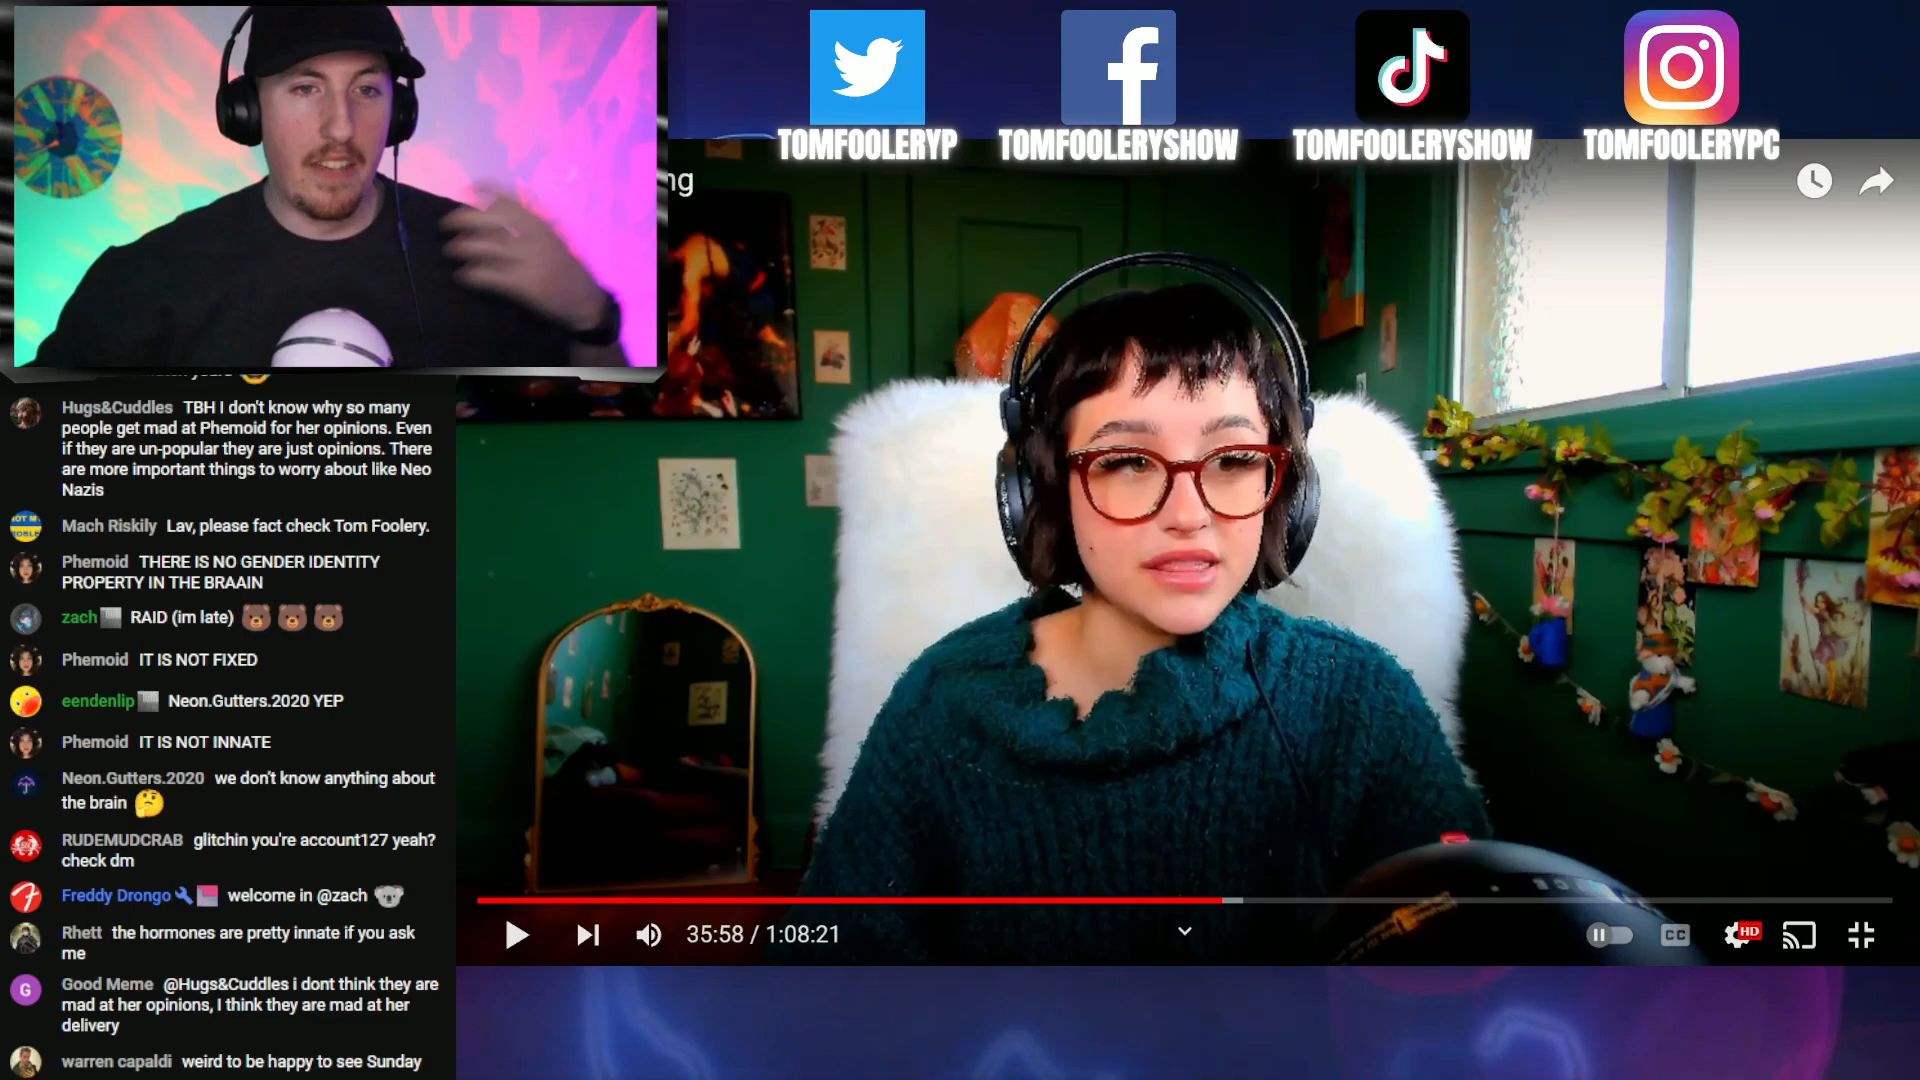 TOMFOOLERYP
TOMFOOLERYSHOW
TOMFOOLERYSHOW
TOMFOOLERYPC
ng
Hugs&Cuddles TBH I don't know why so many
people get mad at Phemoid for her opinions. Even
if they are un-popular they are just opinions. There
are more important things to worry about like Neo
Nazis
Mach Riskily Lav, please fact check Tom Foolery.
Phemoid THERE IS NO GENDER IDENTITY
PROPERTY IN THE BRAAIN
zach RAID (im late)
Phemoid IT IS NOT FIXED
eendenlip Neon.Gutters.2020 YEP
Phemoid IT IS NOT INNATE
Neon.Gutters.2020 we don't know anything about
the brain
RUDEMUDCRAB glitchin you're account127 yeah?
check dm
Freddy Drongo welcome in @zach
Rhett the hormones are pretty innate if you ask
me
G
Good Meme @Hugs&Cuddles i dont think they are
mad at her opinions, I think they are mad at her
delivery
warren capaldi weird to be happy to see Sunday
35:58 / 1:08:21
CC
HD